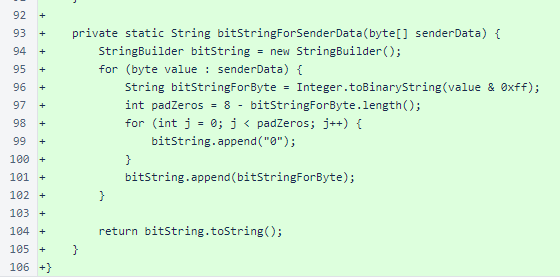 92 +
93 + private static String bitStringForSenderData(byte[] senderData) {
94 + StringBuilder bitString = new StringBuilder();
95 + for (byte value : senderData) {
96 + String bitStringForByte = Integer.toBinaryString(value & 0xff);
97 + int padZeros = 8 - bitStringForByte.length();
98 + for (int j = 0; j < padZeros; j++) {
99 + bitString.append("0");
100 + }
101 + bitString.append(bitStringForByte);
102 + }
103 +
104 + return bitString.toString();
105 + }
106 +}